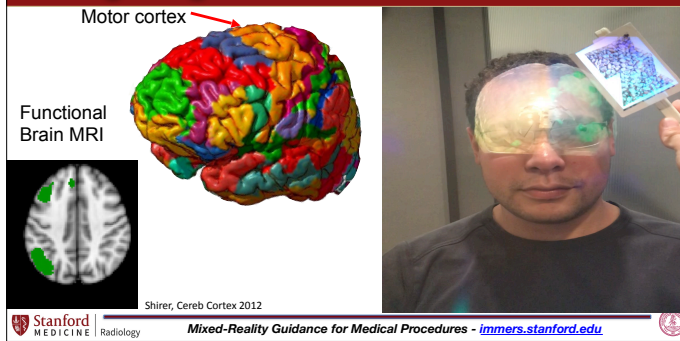 Motor cortex
Functional
Brain MRI
Shirer, Cereb Cortex 2012
Stanford
MEDICINE | Radiology
Mixed-Reality Guidance for Medical Procedures - immers.stanford.edu